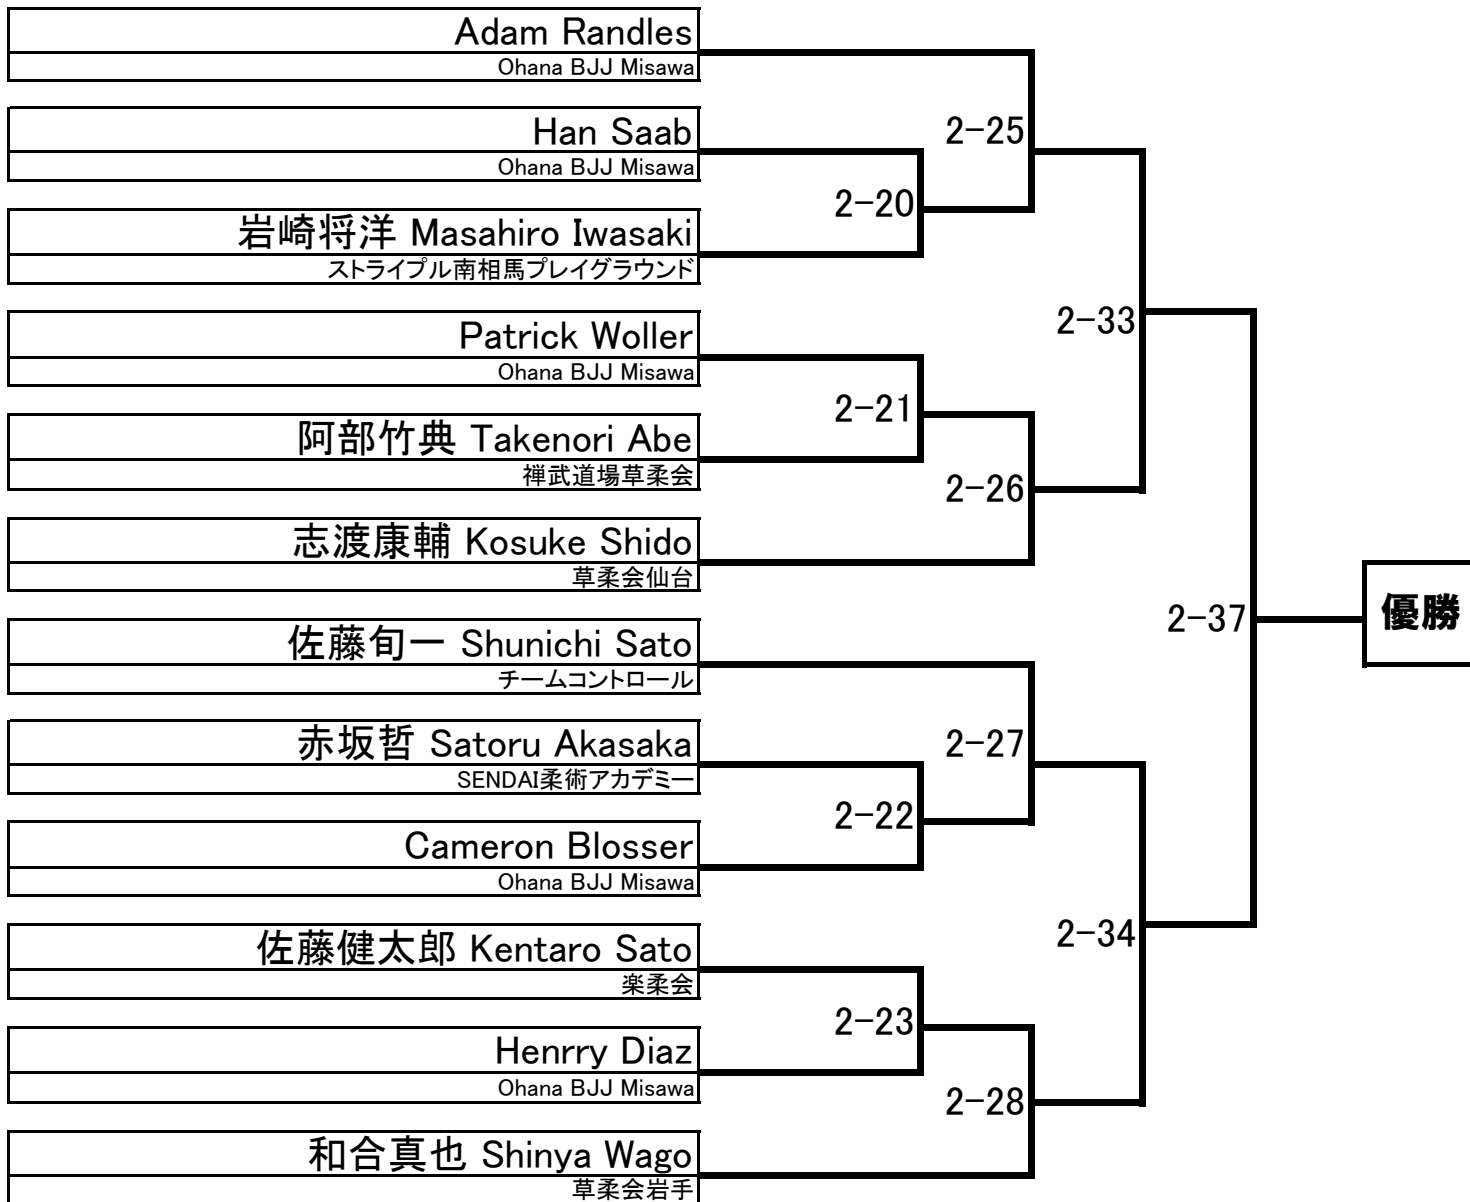 Adam Randles
Ohana BJJ Misawa
Han Saab
Ohana BJJ Misawa
岩崎将洋 Masahiro Iwasaki
ストライプル南相馬プレイグラウンド
Patrick Woller
Ohana BJJ Misawa
阿部竹典 Takenori Abe
禅武道場草柔会
志渡康輔 Kosuke Shido
草柔会仙台
佐藤旬一 Shunichi Sato
チームコントロール
赤坂哲 Satoru Akasaka
SENDAI柔術アカデミー
Cameron Blosser
Ohana BJJ Misawa
佐藤健太郎 Kentaro Sato
楽柔会
Henrry Diaz
Ohana BJJ Misawa
和合真也 Shinya Wago
草柔会岩手
2-20
2-21
2-22
2-23
2-25
2-26
2-27
2-28
2-33
2-34
2-37
優勝